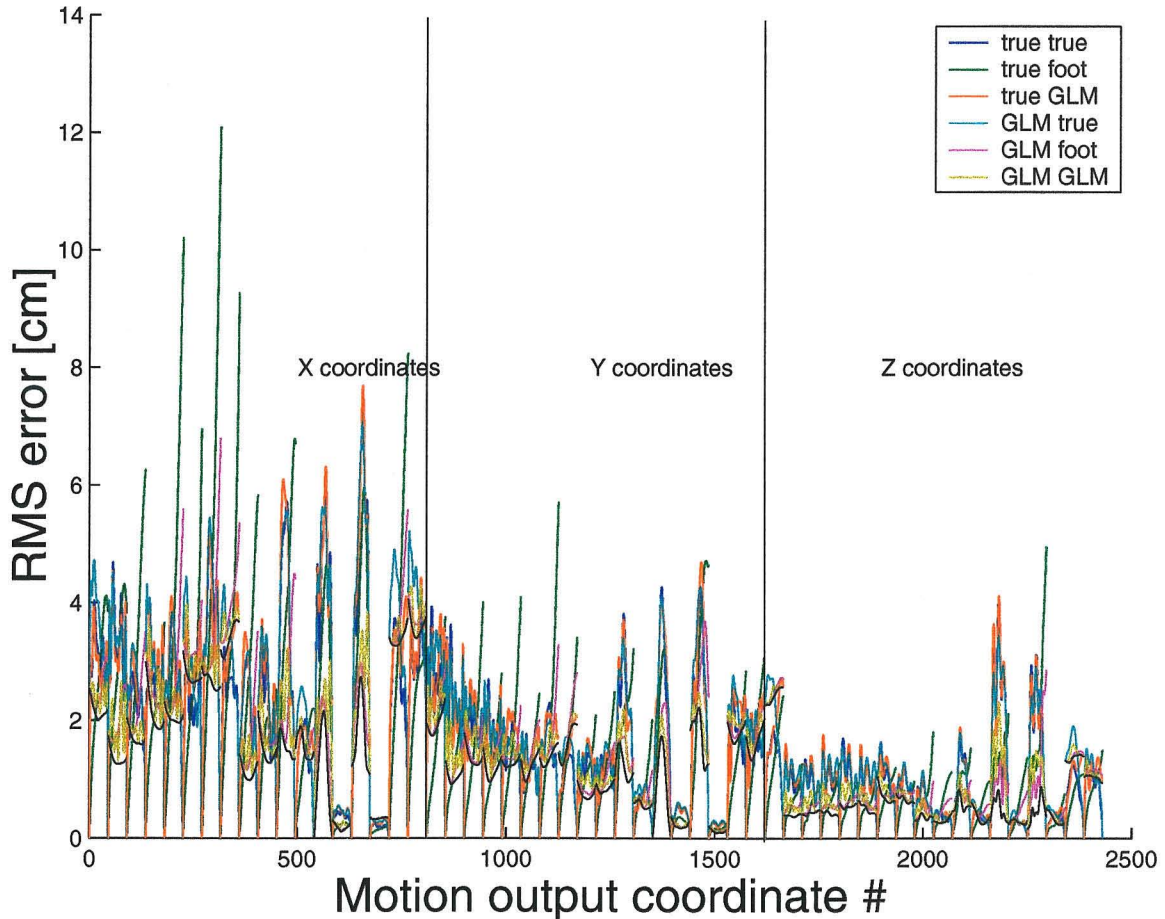 14
12
10
8
6
4
2
0
RMS error [cm]
true true
true foot
true GLM
GLM true
GLM foot
GLM GLM
X coordinates
Y coordinates
Z coordinates
0
500
1000
1500
2000
2500
Motion output coordinate #